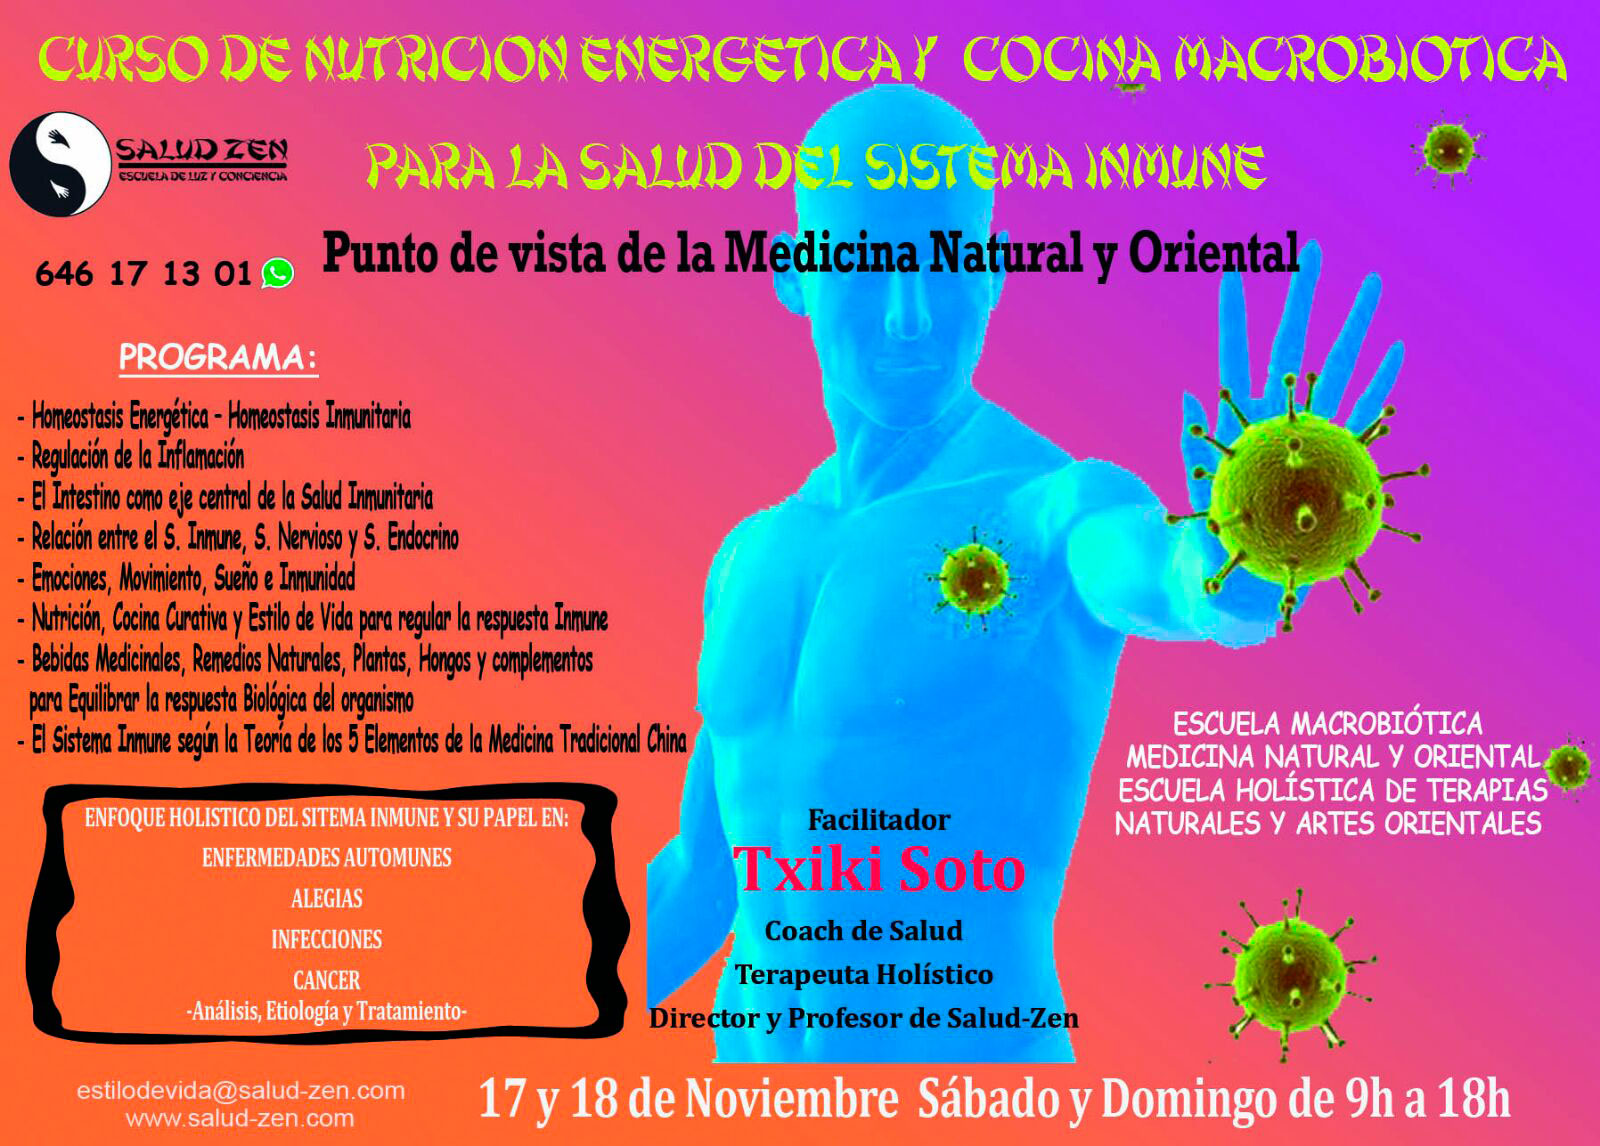 CURSO DE NUTRICION ENERGETICA Y COCINA MACROBIOTICA
PARA LA SALUD DEL SISTEMA INMUNE
SALUD ZEN
ESCUELA DE LUZ Y CONCIENCIA
Punto de vista de la Medicina Natural y Oriental
646 17 13 01
PROGRAMA:
- Homeostasis Energética - Homeostasis Inmunitaria
- Regulación de la Inflamación
- El Intestino como eje central de la Salud Inmunitaria
- Relación entre el S. Inmune, S. Nervioso y S. Endocrino
- Emociones, Movimiento, Sueño e Inmunidad
- Nutrición, Cocina Curativa y Estilo de Vida para regular la respuesta Inmune
- Bebidas Medicinales, Remedios Naturales, Plantas, Hongos y complementos
para Equilibrar la respuesta Biológica del organismo
- El Sistema Inmune según la Teoría de los 5 Elementos de la Medicina Tradicional China
ENFOQUE HOLISTICO DEL SITEMA INMUNE Y SU PAPEL EN:
ENFERMEDADES AUTOMUNES
ALEGIAS
INFECCIONES
CANCER
-Análisis, Etiología y Tratamiento-
ESCUELA MACROBIÓTICA
MEDICINA NATURAL Y ORIENTAL
ESCUELA HOLÍSTICA DE TERAPIAS
NATURALES Y ARTES ORIENTALES
Facilitador
Txiki Soto
Coach de Salud
Terapeuta Holístico
Director y Profesor de Salud-Zen
estilodevida@salud-zen.com
www.salud-zen.com
17 y 18 de Noviembre Sábado y Domingo de 9h a 18h